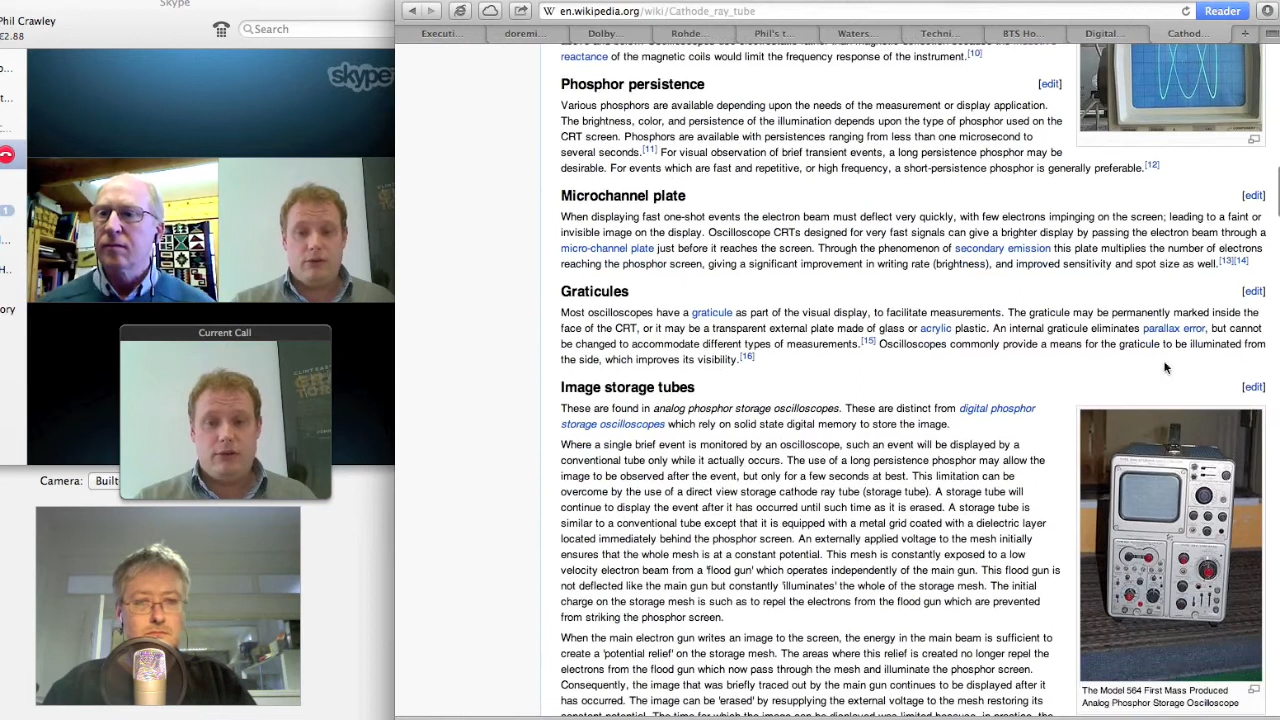 Skype
Phil Crawley
£2.88
Search
skype
Current Call
Camera:
Built
en.wikipedia.org/wiki/Cathode_ray_tube
Reader
Executi...
doremi...
Dolby...
Rohde...
Phil's t...
Waters...
Techni...
BTS Ho...
Digital...
Cathod...
reactance of the magnetic coils would limit the frequency response of the instrument.[10]
Phosphor persistence
[edit]
Various phosphors are available depending upon the needs of the measurement or display application.
The brightness, color, and persistence of the illumination depends upon the type of phosphor used on the
CRT screen. Phosphors are available with persistences ranging from less than one microsecond to
several seconds.[11] For visual observation of brief transient events, a long persistence phosphor may be
desirable. For events which are fast and repetitive, or high frequency, a short-persistence phosphor is generally preferable.[12]
Microchannel plate
[edit]
When displaying fast one-shot events the electron beam must deflect very quickly, with few electrons impinging on the screen; leading to a faint or
invisible image on the display. Oscilloscope CRTs designed for very fast signals can give a brighter display by passing the electron beam through a
micro-channel plate just before it reaches the screen. Through the phenomenon of secondary emission this plate multiplies the number of electrons
reaching the phosphor screen, giving a significant improvement in writing rate (brightness), and improved sensitivity and spot size as well.[13][14]
Graticules
[edit]
Most oscilloscopes have a graticule as part of the visual display, to facilitate measurements. The graticule may be permanently marked inside the
face of the CRT, or it may be a transparent external plate made of glass or acrylic plastic. An internal graticule eliminates parallax error, but cannot
be changed to accommodate different types of measurements.[15] Oscilloscopes commonly provide a means for the graticule to be illuminated from
the side, which improves its visibility.[16]
Image storage tubes
[edit]
These are found in analog phosphor storage oscilloscopes. These are distinct from digital phosphor
storage oscilloscopes which rely on solid state digital memory to store the image.
Where a single brief event is monitored by an oscilloscope, such an event will be displayed by a
conventional tube only while it actually occurs. The use of a long persistence phosphor may allow the
image to be observed after the event, but only for a few seconds at best. This limitation can be
overcome by the use of a direct view storage cathode ray tube (storage tube). A storage tube will
continue to display the event after it has occurred until such time as it is erased. A storage tube is
similar to a conventional tube except that it is equipped with a metal grid coated with a dielectric layer
located immediately behind the phosphor screen. An externally applied voltage to the mesh initially
ensures that the whole mesh is at a constant potential. This mesh is constantly exposed to a low
velocity electron beam from a 'flood gun' which operates independently of the main gun. This flood gun is
not deflected like the main gun but constantly 'illuminates' the whole of the storage mesh. The initial
charge on the storage mesh is such as to repel the electrons from the flood gun which are prevented
from striking the phosphor screen.
When the main electron gun writes an image to the screen, the energy in the main beam is sufficient to
create a 'potential relief' on the storage mesh. The areas where this relief is created no longer repel the
electrons from the flood gun which now pass through the mesh and illuminate the phosphor screen.
Consequently, the image that was briefly traced out by the main gun continues to be displayed after it
has occurred. The image can be 'erased' by resupplying the external voltage to the mesh restoring its
The Model 564 First Mass Produced
Analog Phosphor Storage Oscilloscope